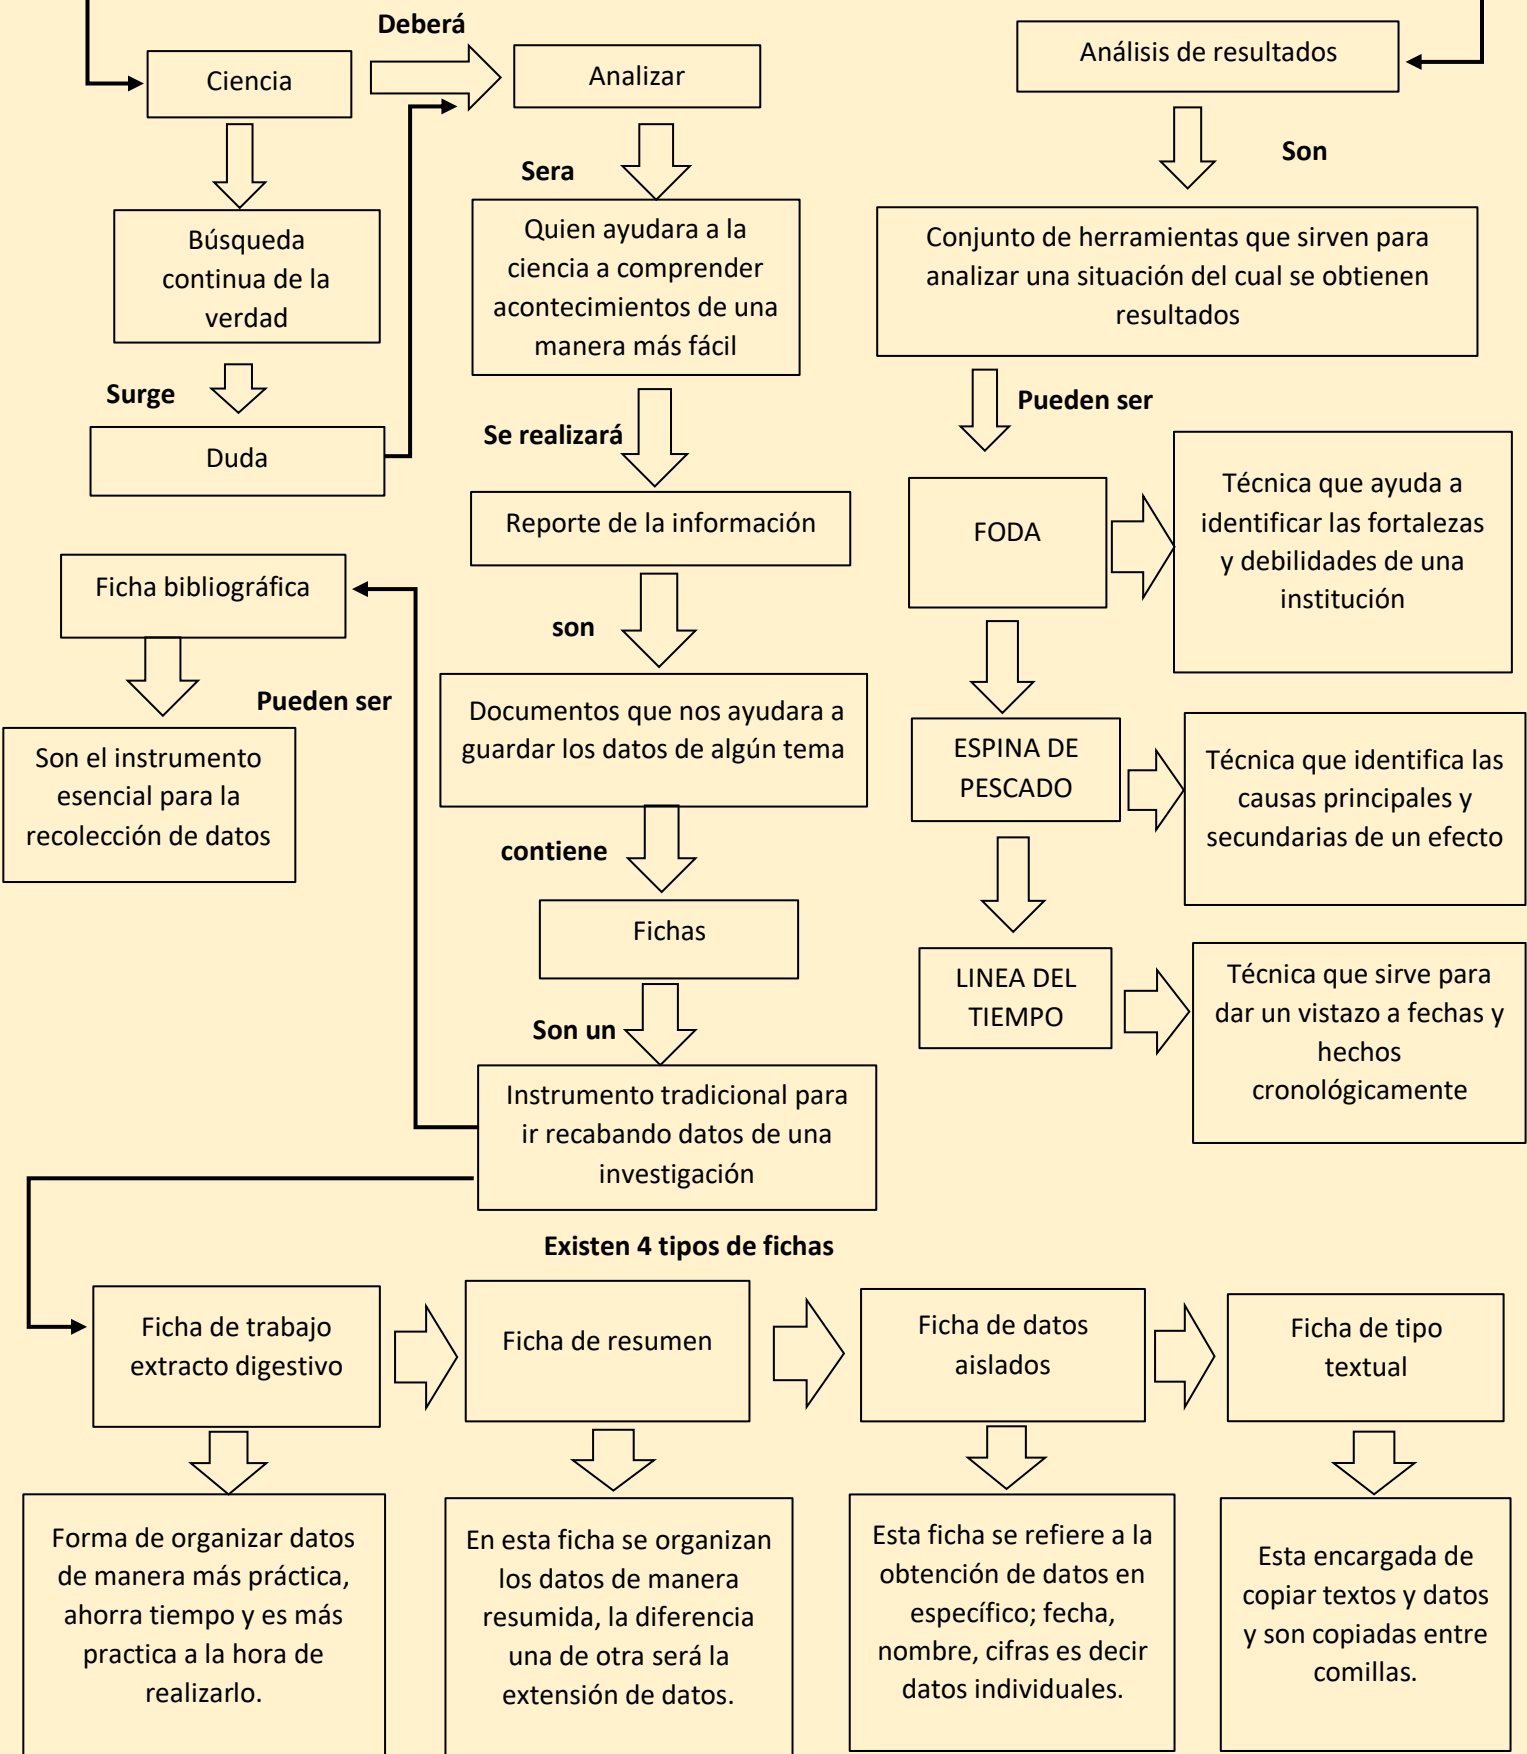 Deberá
Ciencia
Analizar
Búsqueda
continua de la
verdad
Surge
Duda
Sera
Quien ayudara a la
ciencia a comprender
acontecimientos de una
manera más fácil
Se realizará
Reporte de la información
son
Documentos que nos ayudara a
guardar los datos de algún tema
contiene
Fichas
Son un
Instrumento tradicional para
ir recabando datos de una
investigación
Ficha bibliográfica
Pueden ser
Son el instrumento
esencial para la
recolección de datos
Análisis de resultados
Son
Conjunto de herramientas que sirven para
analizar una situación del cual se obtienen
resultados
Pueden ser
FODA
Técnica que ayuda a
identificar las fortalezas
y debilidades de una
institución
ESPINA DE
PESCADO
Técnica que identifica las
causas principales y
secundarias de un efecto
LINEA DEL
TIEMPO
Técnica que sirve para
dar un vistazo a fechas y
hechos
cronológicamente
Existen 4 tipos de fichas
Ficha de trabajo
extracto digestivo
Ficha de resumen
Ficha de datos
aislados
Ficha de tipo
textual
Forma de organizar datos
de manera más práctica,
ahorra tiempo y es más
practica a la hora de
realizarlo.
En esta ficha se organizan
los datos de manera
resumida, la diferencia
una de otra será la
extensión de datos.
Esta ficha se refiere a la
obtención de datos en
específico; fecha,
nombre, cifras es decir
datos individuales.
Esta encargada de
copiar textos y datos
y son copiadas entre
comillas.